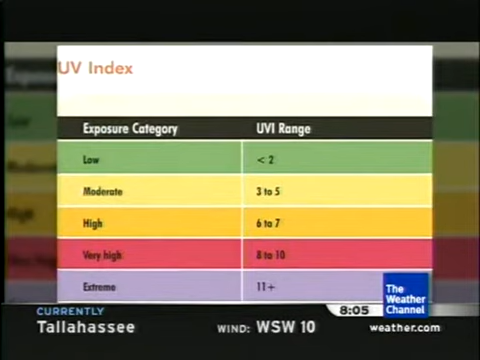 UV Index
Exposure Category UVI Range
Low < 2
Moderate 3 to 5
High 6 to 7
Very high 8 to 10
Extreme 11+
The
Weather
Channel
CURRENTLY 8:05
Tallahassee WIND: WSW 10 weather.com